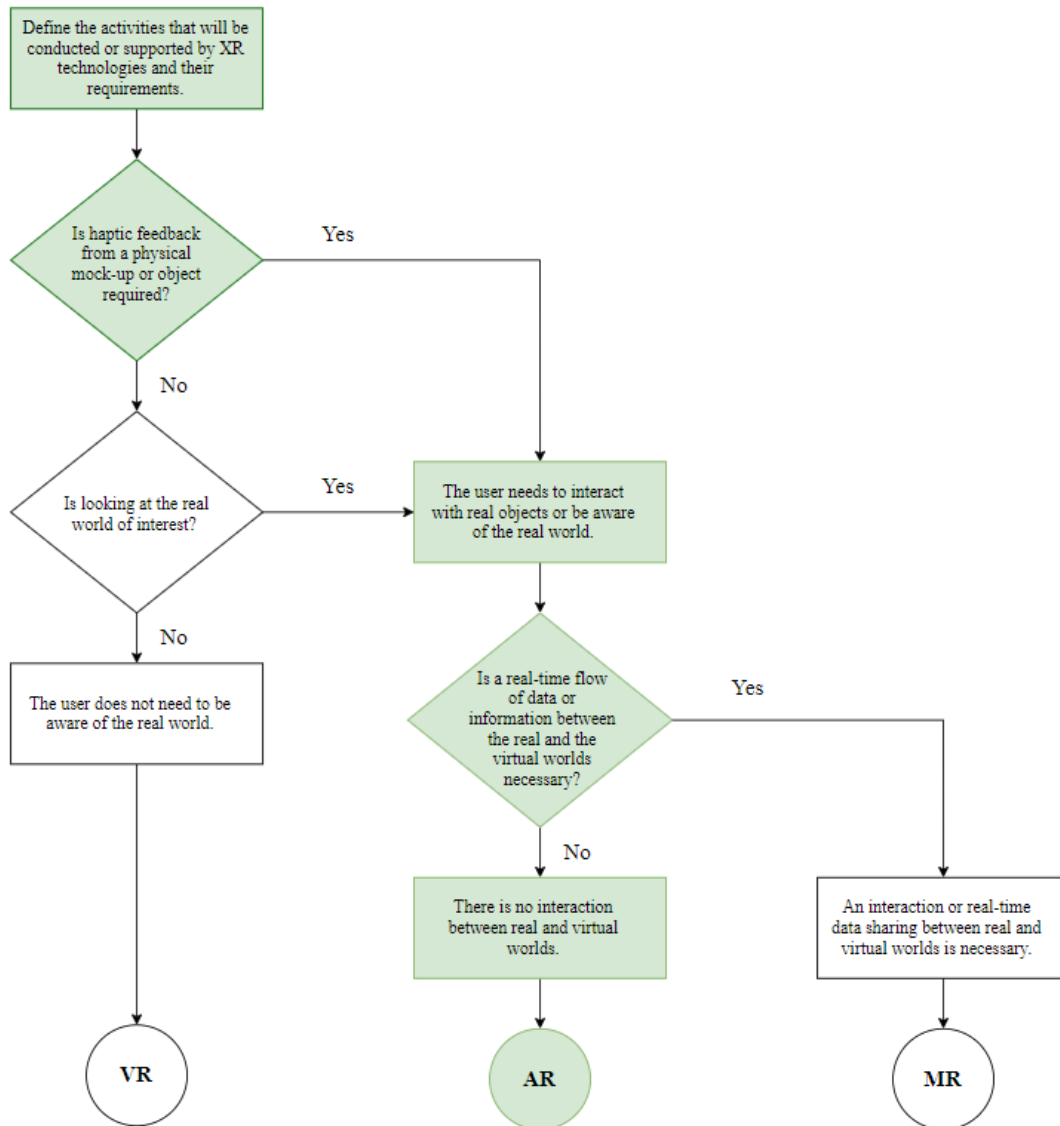 Define the activities that will be
conducted or supported by XR
technologies and their
requirements.
Is haptic feedback
from a physical
mock-up or object
required?
Yes
No
Is looking at the real
world of interest?
Yes
The user needs to interact
with real objects or be aware
of the real world.
No
The user does not need to be
aware of the real world.
Is a real-time flow
of data or
information between
the real and the
virtual worlds
necessary?
Yes
No
There is no interaction
between real and virtual
worlds.
An interaction or real-time
data sharing between real and
virtual worlds is necessary.
VR
AR
MR